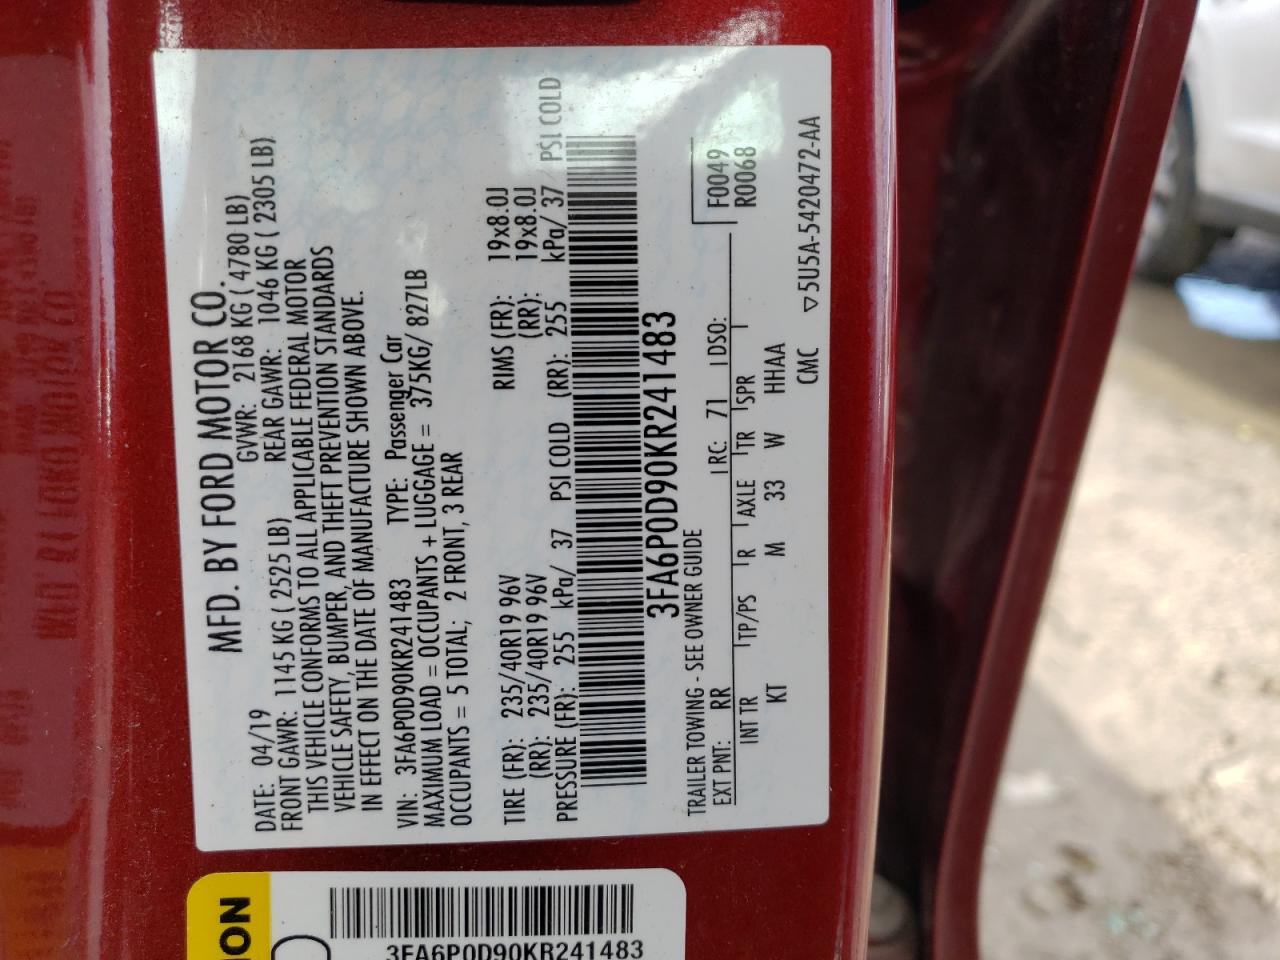 MFD. BY FORD MOTOR CO.
DATE: 04/19 GVWR: 2168 KG ( 4780 LB)
FRONT GAWR: 1145 KG ( 2525 LB) REAR GAWR: 1046 KG ( 2305 LB)
THIS VEHICLE CONFORMS TO ALL APPLICABLE FEDERAL MOTOR
VEHICLE SAFETY, BUMPER, AND THEFT PREVENTION STANDARDS
IN EFFECT ON THE DATE OF MANUFACTURE SHOWN ABOVE.
VIN: 3FA6P0D90KR241483 TYPE: Passenger Car
MAXIMUM LOAD = OCCUPANTS + LUGGAGE = 375KG/ 827LB
OCCUPANTS = 5 TOTAL; 2 FRONT, 3 REAR
TIRE (FR): 235/40R19 96V RIMS (FR): 19x8.0J
(RR): 235/40R19 96V (RR): 19x8.0J
PRESSURE (FR): 255 kPa/ 37 PSI COLD (RR): 255 kPa/ 37 PSI COLD
3FA6P0D90KR241483
TRAILER TOWING - SEE OWNER GUIDE
EXT PNT: RR RC: 71 DSO: F0049
R0068
INT TR TP/PS R AXLE TR SPR
KT M 33 W HHAA
CMC ▽5U5A-5420472-AA
3FA6P0D90KR241483